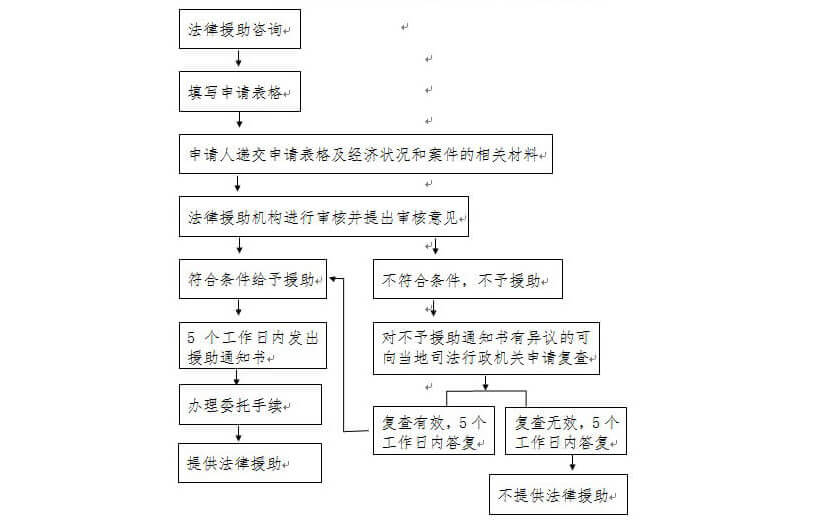 法律援助咨询
填写申请表格
申请人递交申请表格及经济状况和案件的相关材料
法律援助机构进行审核并提出审核意见
符合条件给予援助
不符合条件，不予援助
5 个工作日内发出
援助通知书
对不予援助通知书有异议的可
向当地司法行政机关申请复查
办理委托手续
复查有效，5个
工作日内答复
复查无效，5个
工作日内答复
提供法律援助
不提供法律援助